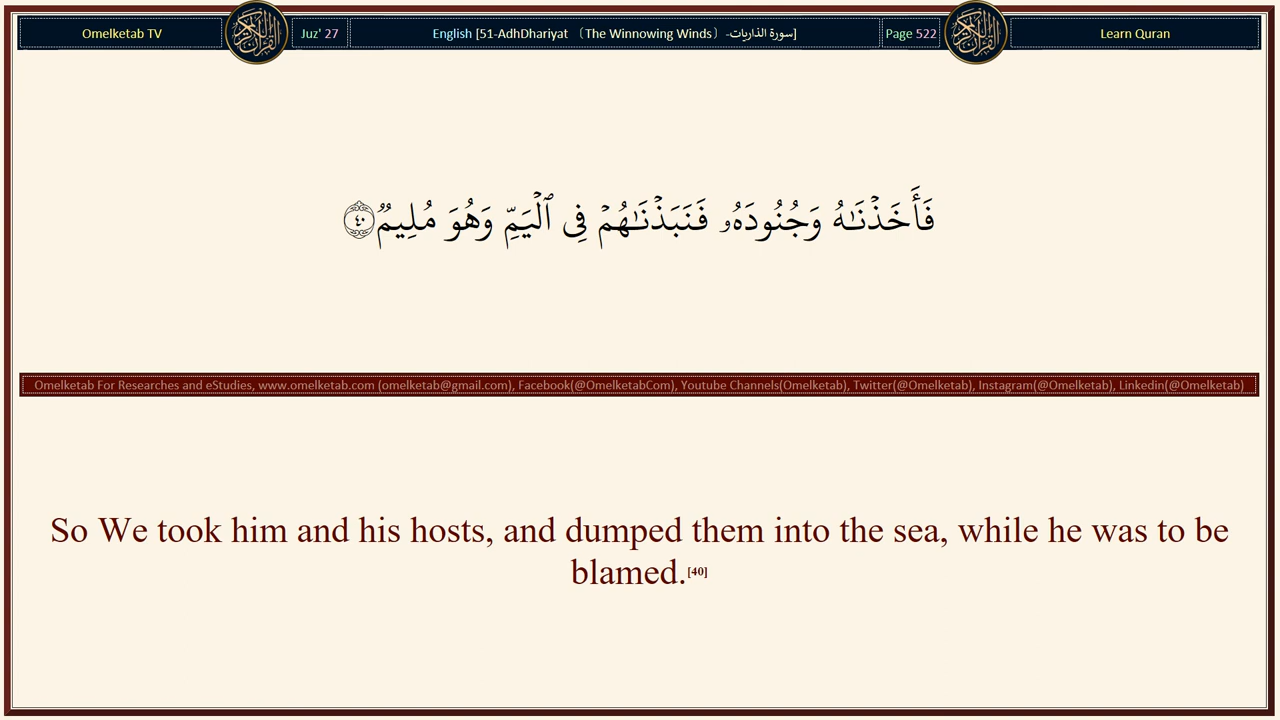 Omelketab TV
Juz' 27
English [51-AdhDhariyat （The Winnowing Winds） -سورة الذاريات]
Page 522
Learn Quran
فَأَخَذْنَٰهُ وَجُنُودَهُۥ فَنَبَذْنَٰهُمْ فِى ٱلْيَمِّ وَهُوَ مُلِيمٌ ٤٠
Omelketab For Researches and eStudies, www.omelketab.com (omelketab@gmail.com), Facebook(@OmelketabCom), Youtube Channels(Omelketab), Twitter(@Omelketab), Instagram(@Omelketab), Linkedin(@Omelketab)
So We took him and his hosts, and dumped them into the sea, while he was to be
blamed.[40]